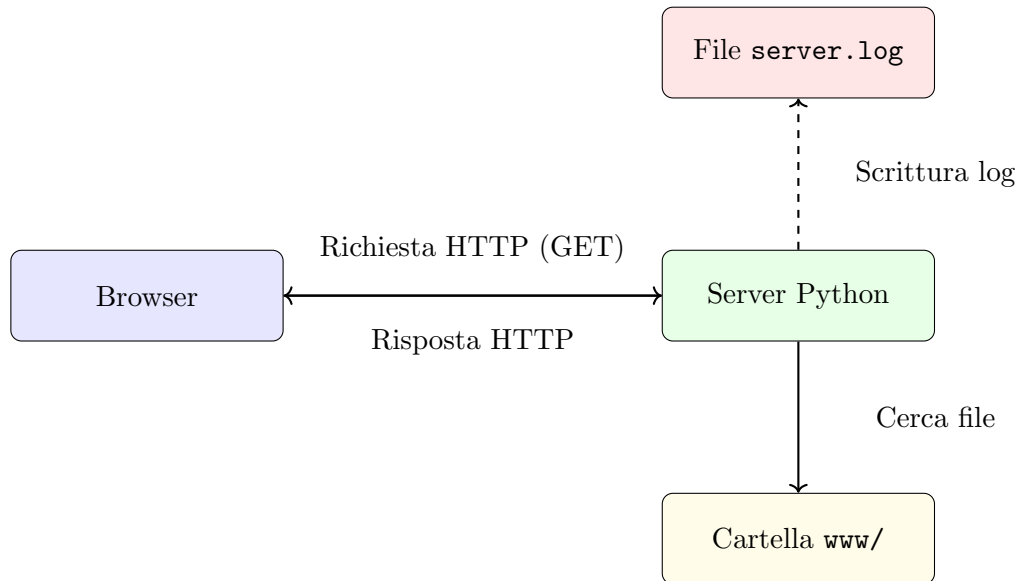 File server.log
Scrittura log
Richiesta HTTP (GET)
Browser
Server Python
Risposta HTTP
Cerca file
Cartella www/